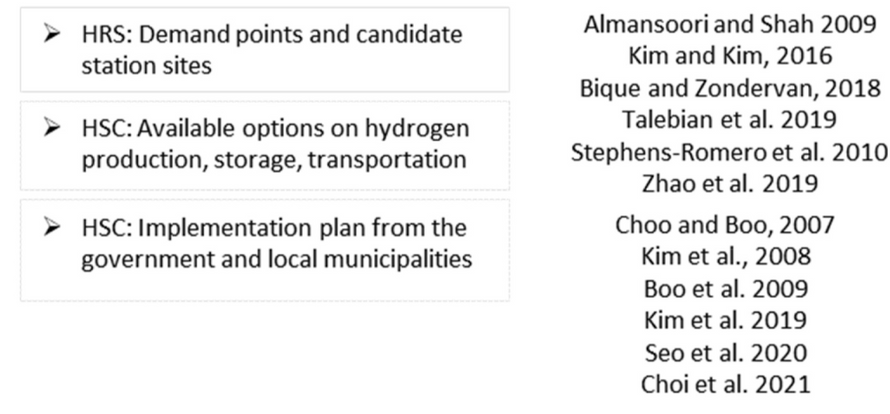 ➤ HRS: Demand points and candidate
station sites
➤ HSC: Available options on hydrogen
production, storage, transportation
➤ HSC: Implementation plan from the
government and local municipalities
Almansoori and Shah 2009
Kim and Kim, 2016
Bique and Zondervan, 2018
Talebian et al. 2019
Stephens-Romero et al. 2010
Zhao et al. 2019
Choo and Boo, 2007
Kim et al., 2008
Boo et al. 2009
Kim et al. 2019
Seo et al. 2020
Choi et al. 2021